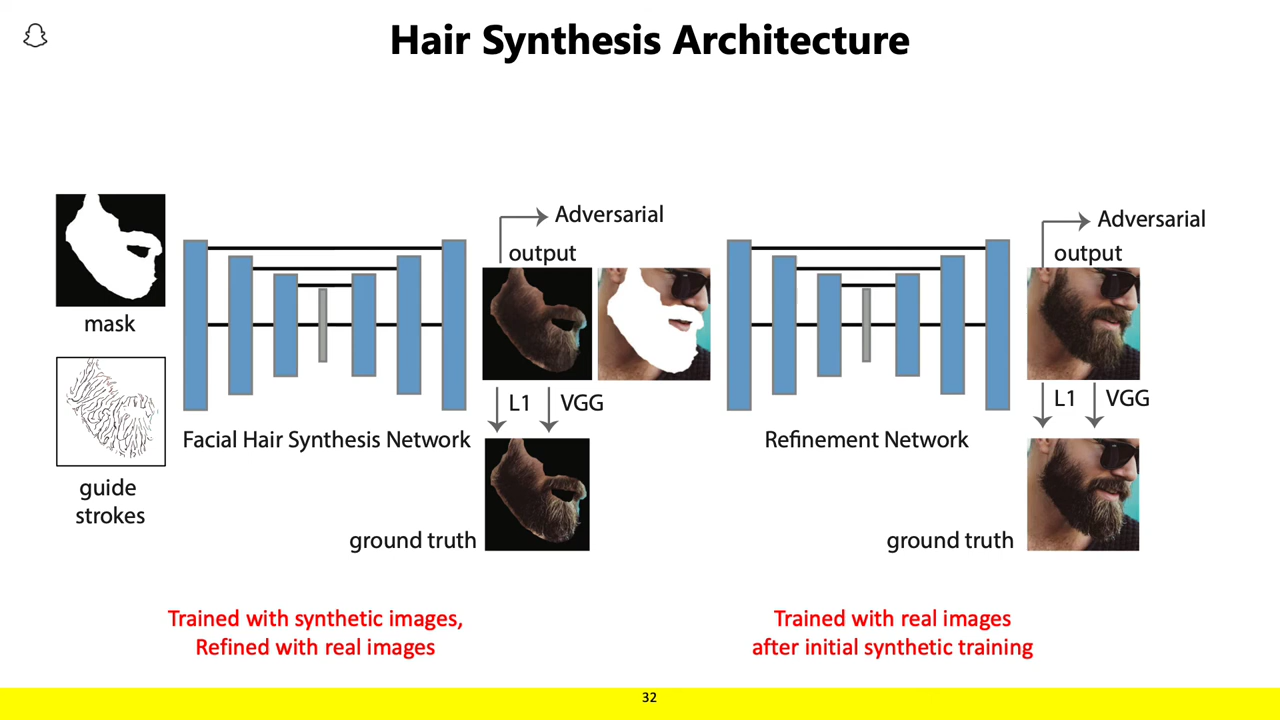 Hair Synthesis Architecture
mask
guide
strokes
Facial Hair Synthesis Network
Adversarial
output
L1
VGG
ground truth
Refinement Network
Adversarial
output
L1
VGG
ground truth
Trained with synthetic images,
Refined with real images
Trained with real images
after initial synthetic training
32